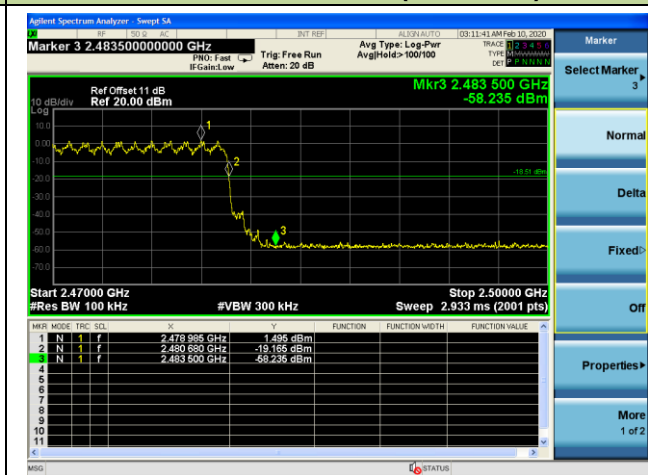 Agilent Spectrum Analyzer - Swept SA
RF 50 Ω AC INT REF ALIGN AUTO 03:11:41 AM Feb 10, 2020
Marker 3 2.483500000000 GHz
PNO: Fast
IFGain:Low
Trig: Free Run
Atten: 20 dB
Avg Type: Log-Pwr
Avg|Hold:>100/100
TRACE 1 2 3 4 5 6
TYPE M
DET P P N N N N
Ref Offset 11 dB
Ref 20.00 dBm
10 dB/div
Log
Mkr3 2.483 500 GHz
-58.235 dBm
10.0
0.00
-10.0
-20.0
-30.0
-40.0
-50.0
-60.0
-70.0
1
2
3
-18.51 dBm
Start 2.47000 GHz
Stop 2.50000 GHz
#Res BW 100 kHz
#VBW 300 kHz
Sweep 2.933 ms (2001 pts)
MKR MODE TRC SCL X Y FUNCTION FUNCTION WIDTH FUNCTION VALUE
1 N 1 f 2.478 985 GHz 1.495 dBm
2 N 1 f 2.480 680 GHz -19.165 dBm
3 N 1 f 2.483 500 GHz -58.235 dBm
4
5
6
7
8
9
10
11
MSG
STATUS
Marker
Select Marker
3
Normal
Delta
Fixed
Off
Properties
More
1 of 2